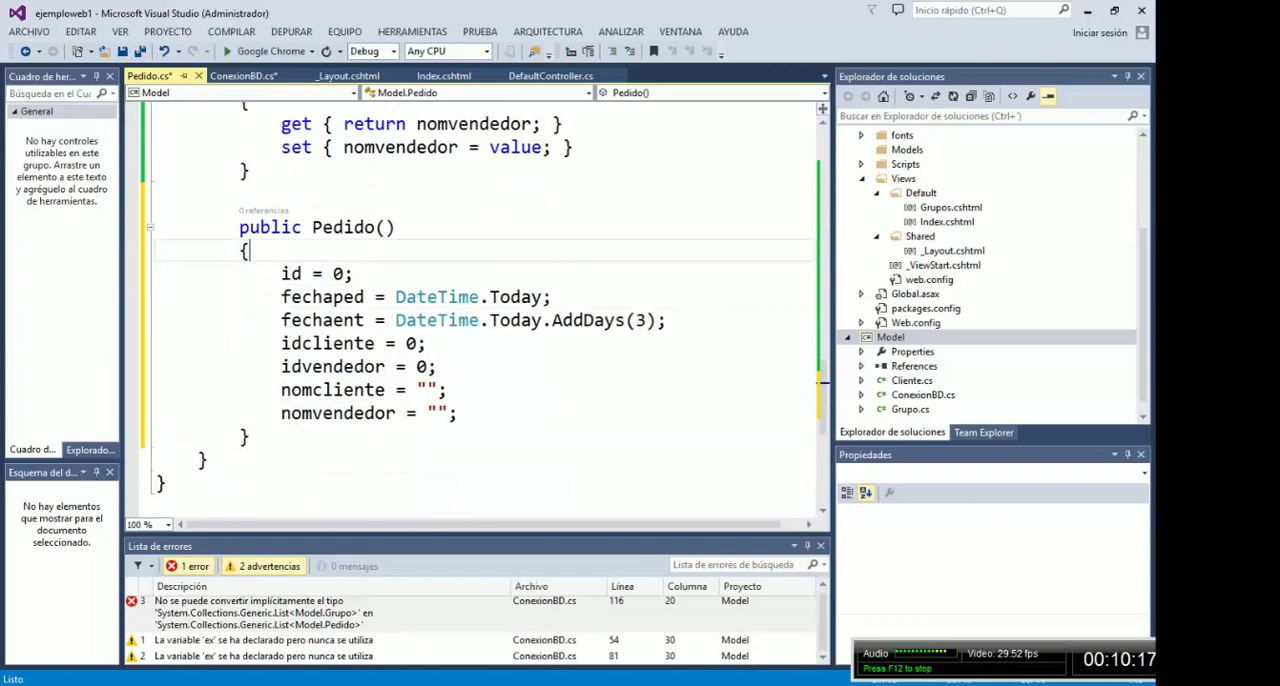 ejemploweb1 - Microsoft Visual Studio (Administrador)
Inicio rápido (Ctrl+Q)
ARCHIVO EDITAR VER PROYECTO COMPILAR DEPURAR EQUIPO HERRAMIENTAS PRUEBA ARQUITECTURA ANALIZAR VENTANA AYUDA
Iniciar sesión
Google Chrome Debug Any CPU
Cuadro de her...
Búsqueda en el Cu
General
No hay controles
utilizables en este
grupo. Arrastre un
elemento a este texto
y agréguelo al cuadro
de herramientas.
Cuadro d... Explorado...
Esquema del d
No hay elementos
que mostrar para el
documento
seleccionado.
Pedido.cs* ConexionBD.cs* _Layout.cshtml Index.cshtml DefaultController.cs
Model Model.Pedido Pedido()
{
get { return nomvendedor; }
set { nomvendedor = value; }
}
0 referencias
public Pedido()
{
id = 0;
fechaped = DateTime.Today;
fechaent = DateTime.Today.AddDays(3);
idcliente = 0;
idvendedor = 0;
nomcliente = "";
nomvendedor = "";
}
}
}
100 %
Lista de errores
1 error 2 advertencias 0 mensajes Lista de errores de búsqueda
Descripción Archivo Línea Columna Proyecto
3 No se puede convertir implícitamente el tipo ConexionBD.cs 116 20 Model
'System.Collections.Generic.List<Model.Grupo>' en
'System.Collections.Generic.List<Model.Pedido>'
1 La variable 'ex' se ha declarado pero nunca se utiliza ConexionBD.cs 54 30 Model
2 La variable 'ex' se ha declarado pero nunca se utiliza ConexionBD.cs 81 30 Model
Explorador de soluciones
Buscar en Explorador de soluciones (Ctrl+')
fonts
Models
Scripts
Views
Default
Grupos.cshtml
Index.cshtml
Shared
_Layout.cshtml
_ViewStart.cshtml
web.config
Global.asax
packages.config
Web.config
Model
Properties
References
Cliente.cs
ConexionBD.cs
Grupo.cs
Explorador de soluciones Team Explorer
Propiedades
Audio Video: 29.52 fps
Press F12 to stop
00:10:17
Listo